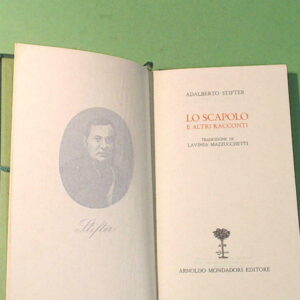 Stifter
ADALBERTO STIFTER
LO SCAPOLO
E ALTRI RACCONTI
TRADUZIONE DI
LAVINIA MAZZUCCHETTI
ARNOLDO MONDADORI EDITORE